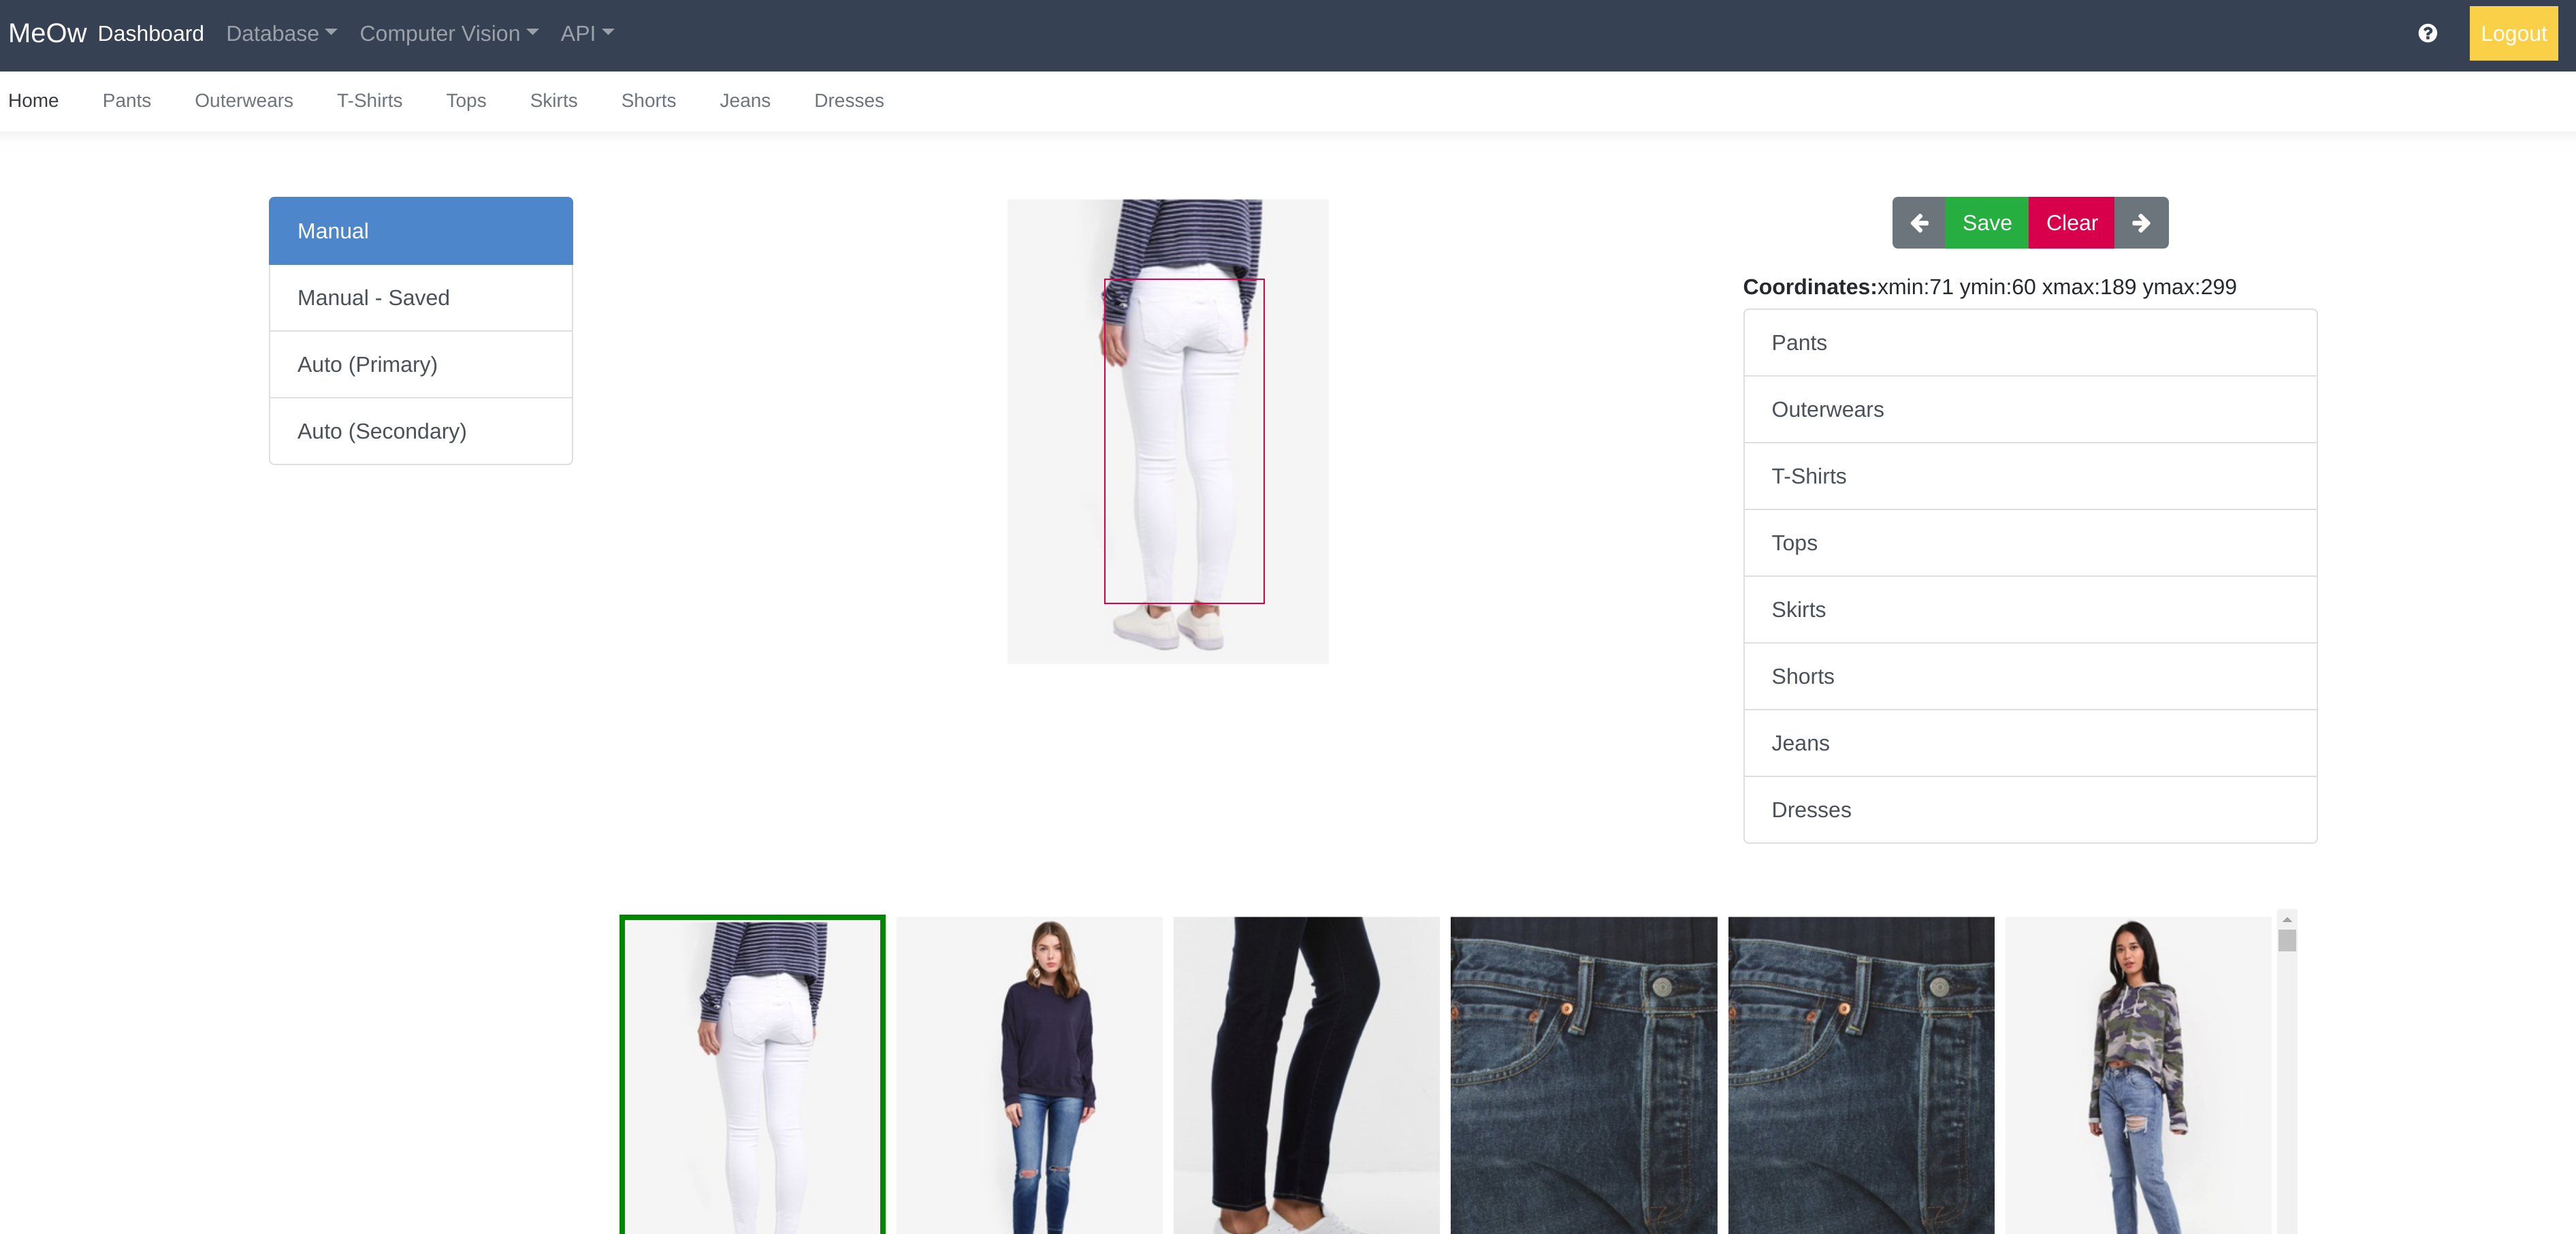 MeOw Dashboard Database Computer Vision API Logout
Home Pants Outerwears T-Shirts Tops Skirts Shorts Jeans Dresses
Manual
Manual - Saved
Auto (Primary)
Auto (Secondary)
Save Clear
Coordinates:xmin:71 ymin:60 xmax:189 ymax:299
Pants
Outerwears
T-Shirts
Tops
Skirts
Shorts
Jeans
Dresses